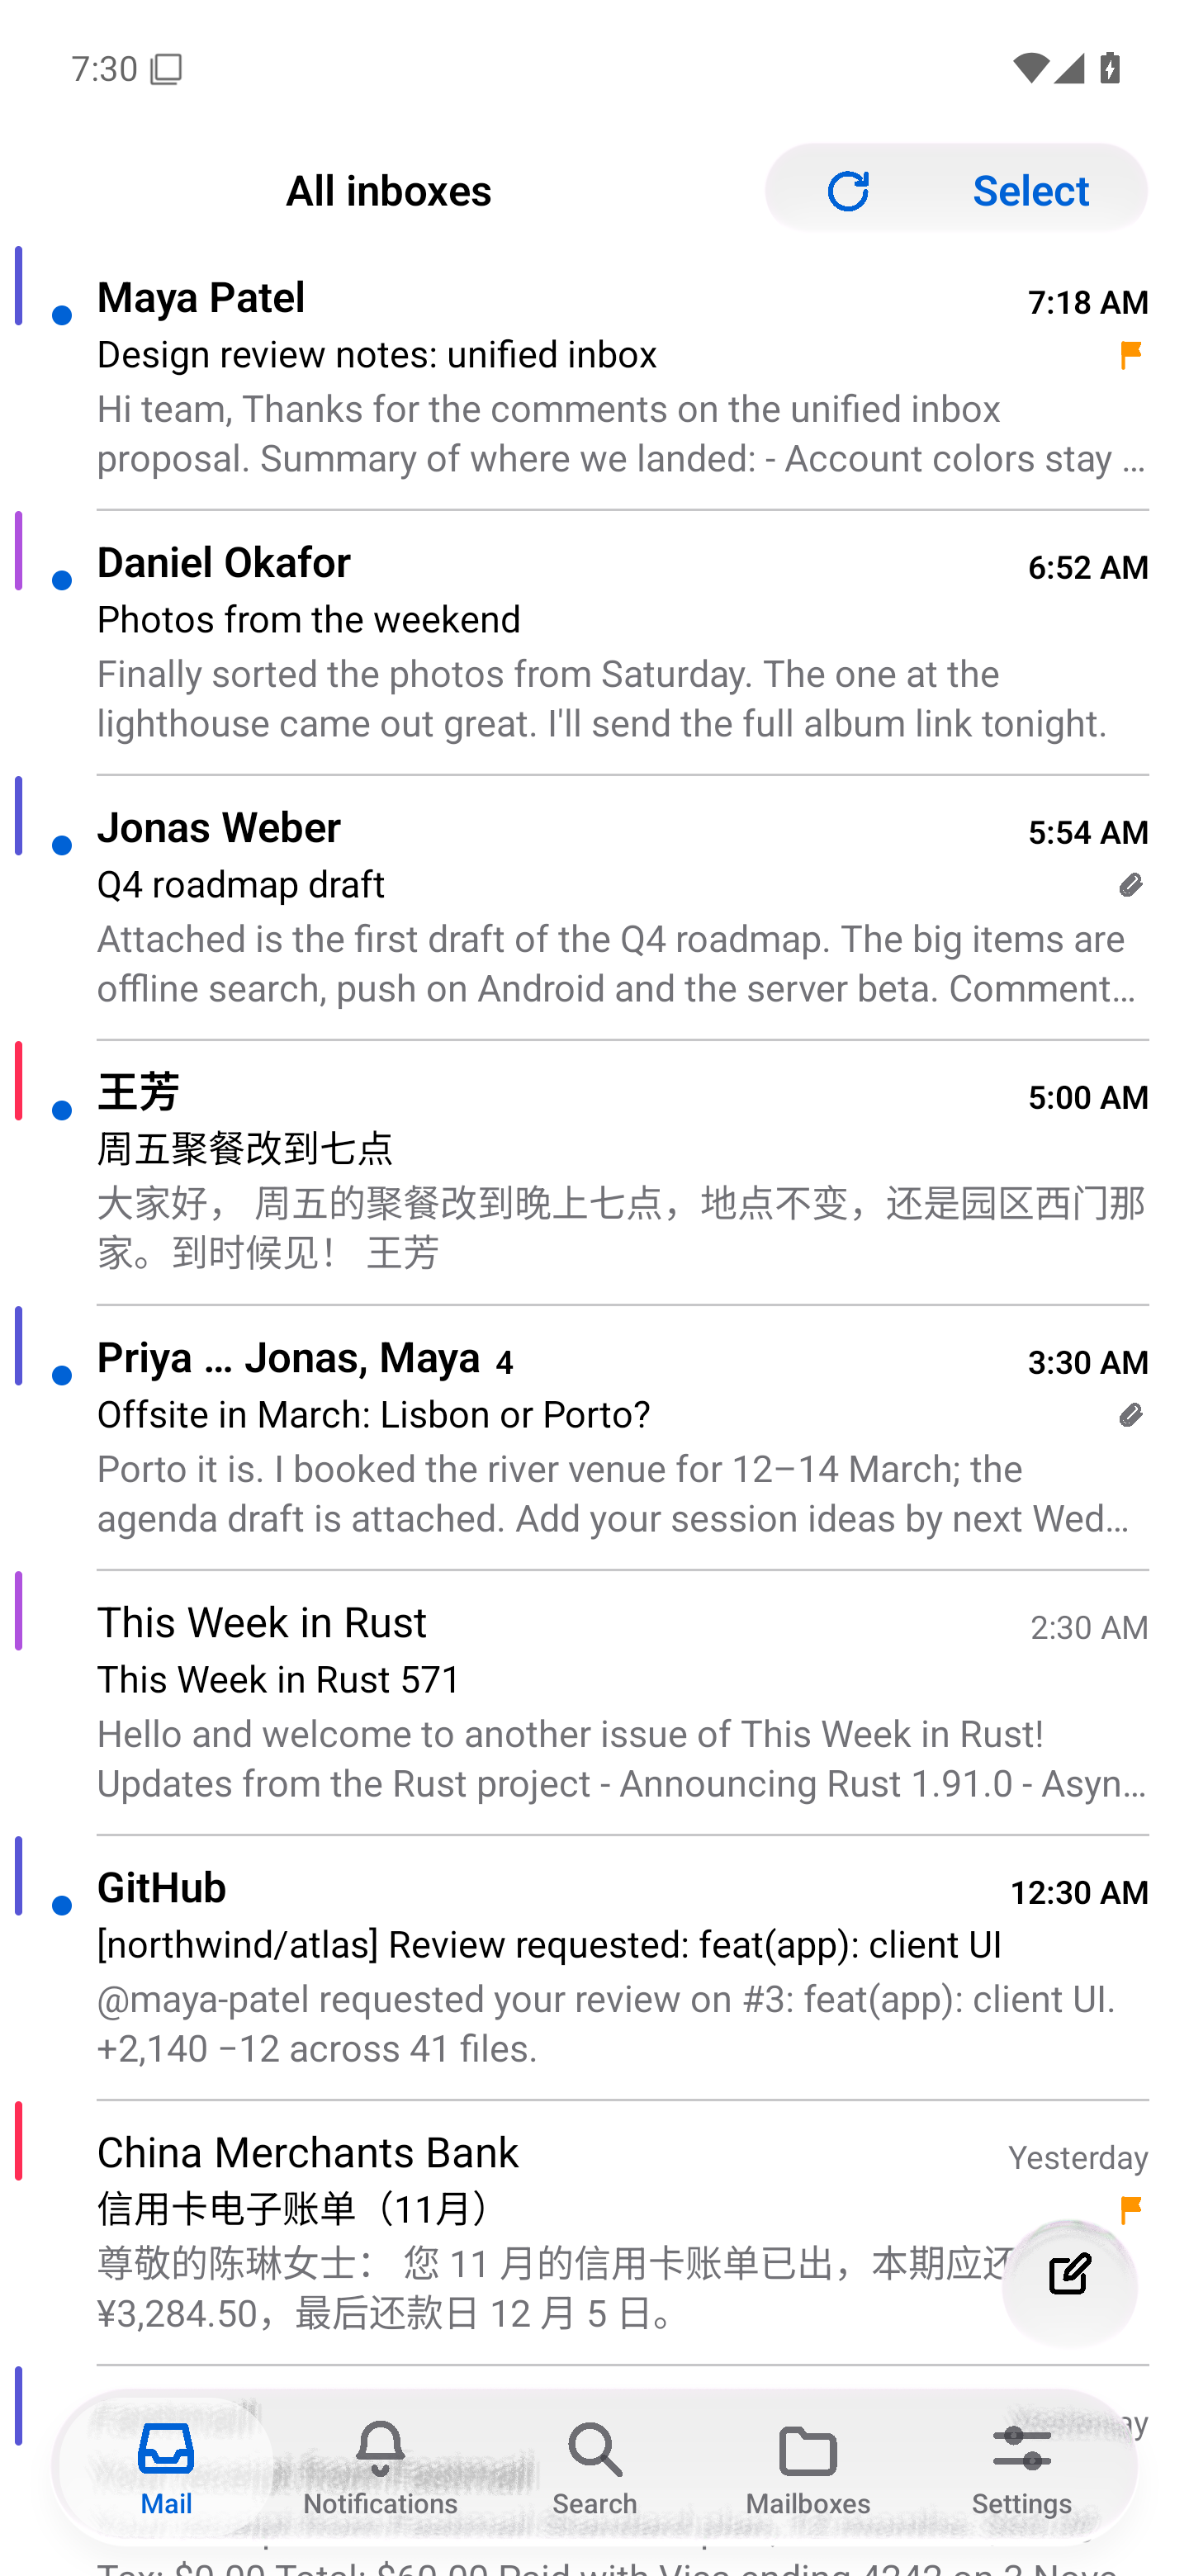 7:30
All inboxes
Select
Maya Patel
7:18 AM
Design review notes: unified inbox
Hi team, Thanks for the comments on the unified inbox
proposal. Summary of where we landed: - Account colors stay …
Daniel Okafor
6:52 AM
Photos from the weekend
Finally sorted the photos from Saturday. The one at the
lighthouse came out great. I'll send the full album link tonight.
Jonas Weber
5:54 AM
Q4 roadmap draft
Attached is the first draft of the Q4 roadmap. The big items are
offline search, push on Android and the server beta. Comment…
王芳
5:00 AM
周五聚餐改到七点
大家好， 周五的聚餐改到晚上七点，地点不变，还是园区西门那
家。到时候见！ 王芳
Priya … Jonas, Maya 4
3:30 AM
Offsite in March: Lisbon or Porto?
Porto it is. I booked the river venue for 12–14 March; the
agenda draft is attached. Add your session ideas by next Wed…
This Week in Rust
2:30 AM
This Week in Rust 571
Hello and welcome to another issue of This Week in Rust!
Updates from the Rust project - Announcing Rust 1.91.0 - Asyn…
GitHub
12:30 AM
[northwind/atlas] Review requested: feat(app): client UI
@maya-patel requested your review on #3: feat(app): client UI.
+2,140 −12 across 41 files.
China Merchants Bank
Yesterday
信用卡电子账单（11月）
尊敬的陈琳女士： 您 11 月的信用卡账单已出，本期应还
¥3,284.50，最后还款日 12 月 5 日。
Mail
Notifications
Search
Mailboxes
Settings
Tax: $0.00 Total: $60.00 Paid with Visa ending 4242 on 3 Nove